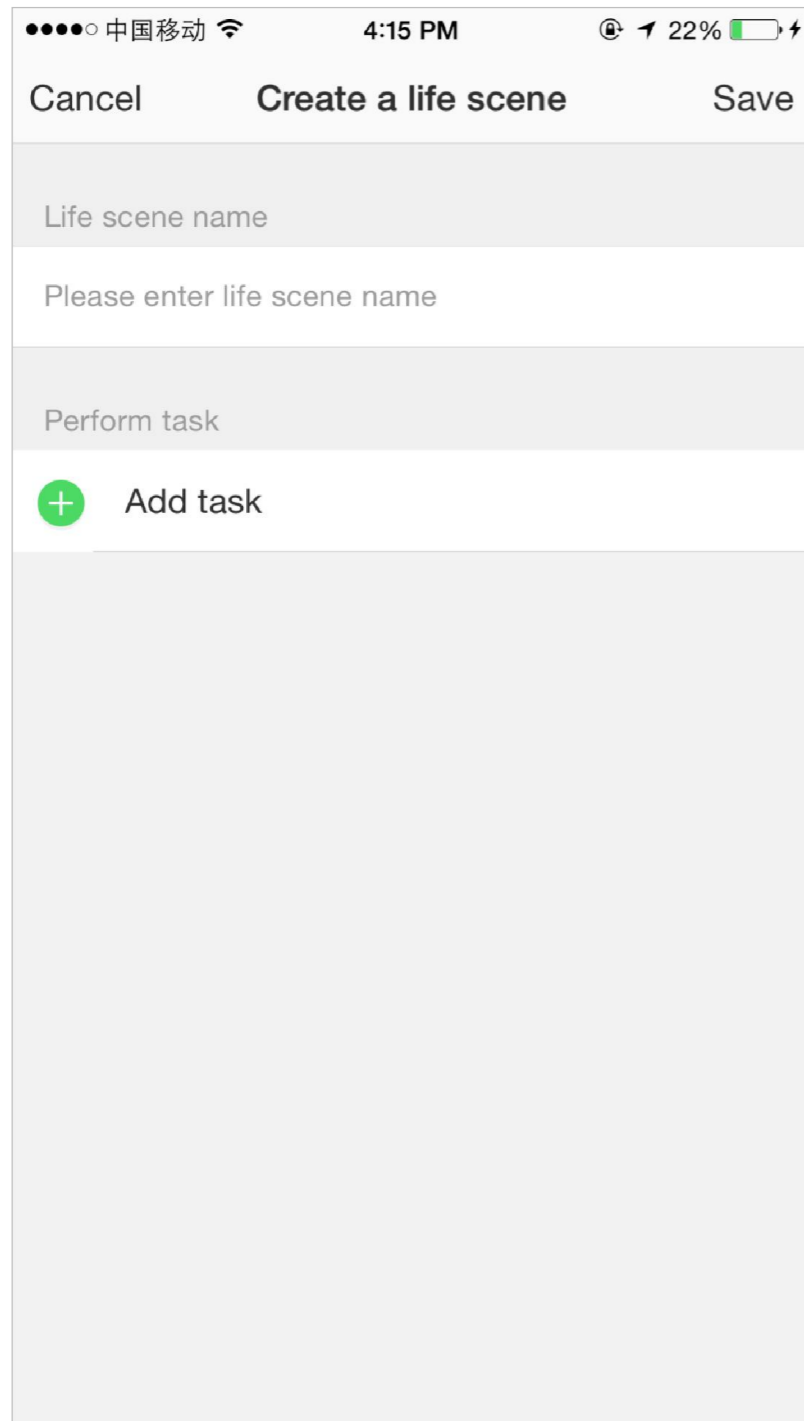 中国移动 4:15 PM 22%
Cancel Create a life scene Save
Life scene name
Please enter life scene name
Perform task
Add task